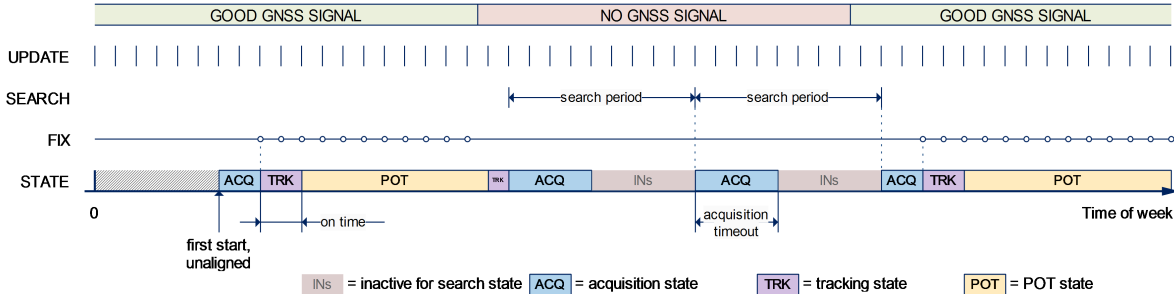 GOOD GNSS SIGNAL NO GNSS SIGNAL GOOD GNSS SIGNAL
UPDATE
SEARCH search period search period
FIX
STATE ACQ TRK POT TRK ACQ INs ACQ INs ACQ TRK POT
0 on time acquisition timeout Time of week
first start,
unaligned
INs = inactive for search state ACQ = acquisition state TRK = tracking state POT = POT state